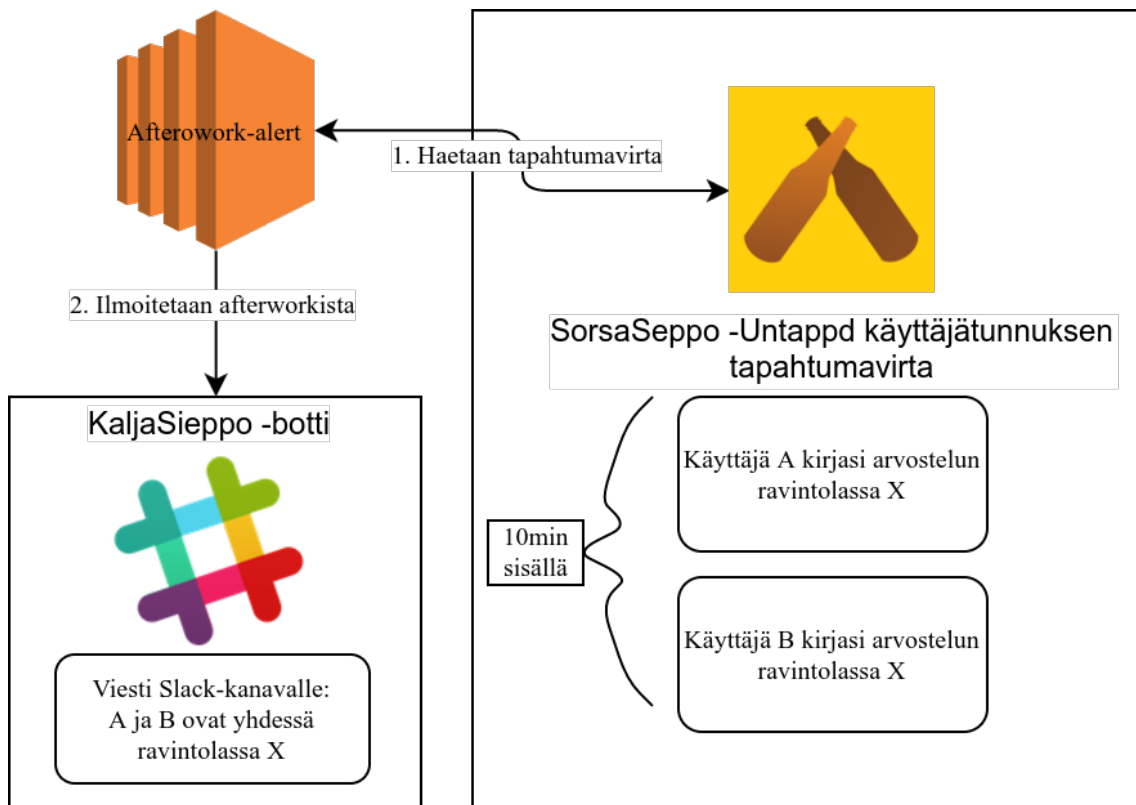 Afterowork-alert
1. Haetaan tapahtumavirta
2. Ilmoitetaan afterworkista
SorsaSeppo -Untappd käyttäjätunnuksen
tapahtumavirta
Käyttäjä A kirjasi arvostelun
ravintolassa X
10min
sisällä
Käyttäjä B kirjasi arvostelun
ravintolassa X
KaljaSieppo -botti
Viesti Slack-kanavalle:
A ja B ovat yhdessä
ravintolassa X